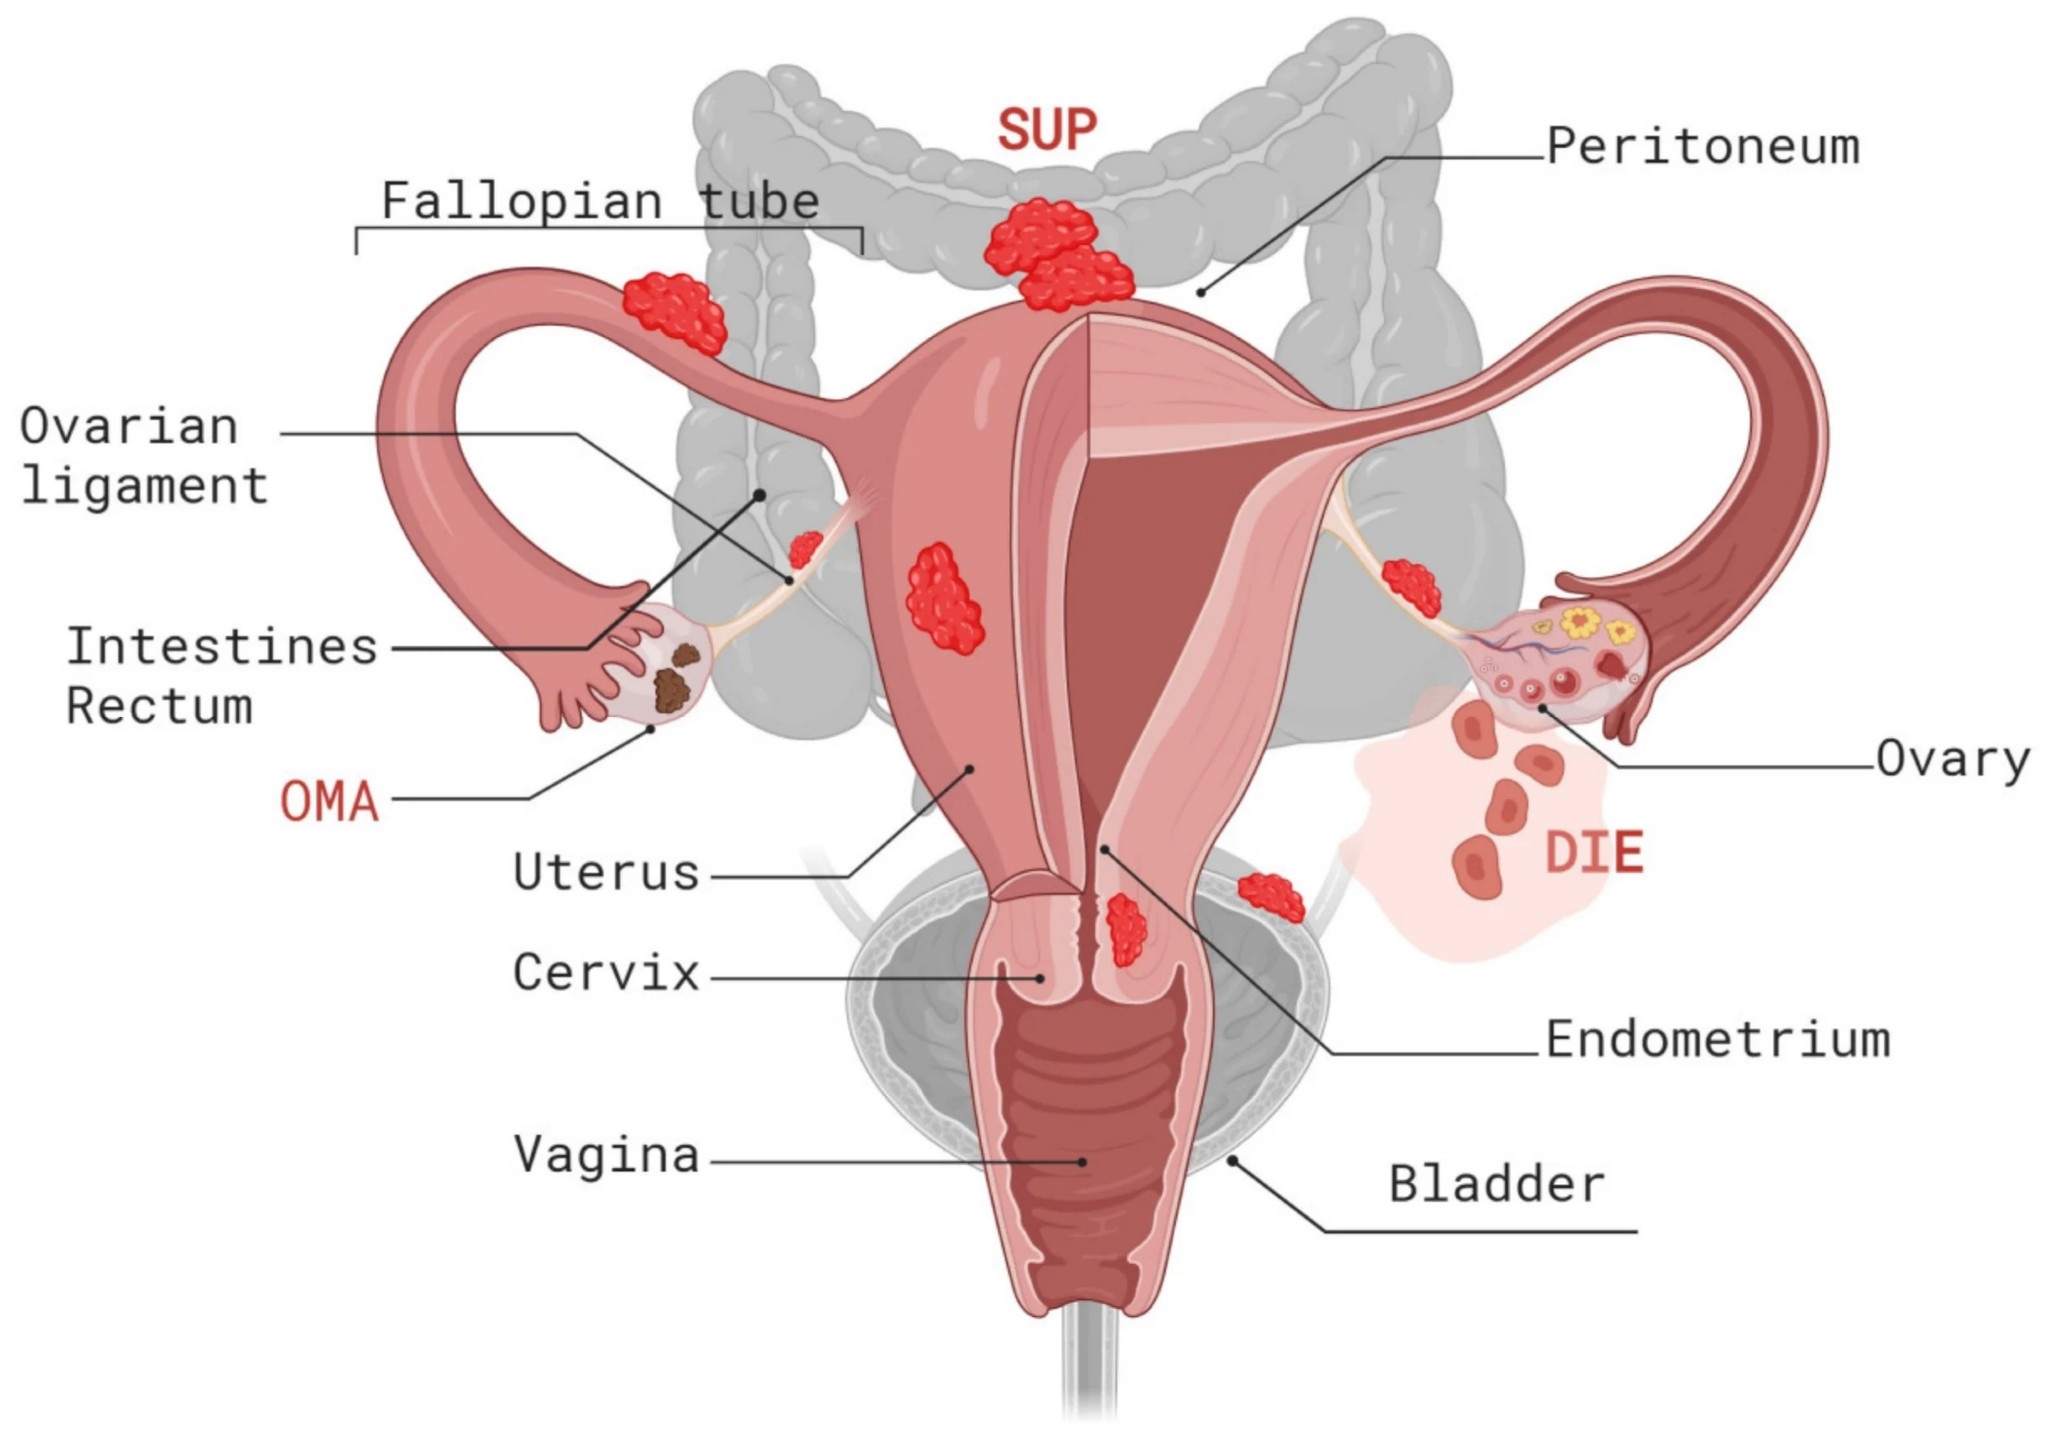 SUP
Peritoneum
Fallopian tube
Ovarian
ligament
Intestines
Rectum
OMA
Ovary
DIE
Uterus
Cervix
Endometrium
Vagina
Bladder